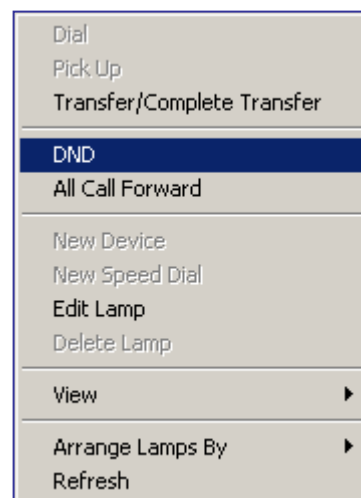 Dial
Pick Up
Transfer/Complete Transfer
DND
All Call Forward
New Device
New Speed Dial
Edit Lamp
Delete Lamp
View
Arrange Lamps By
Refresh